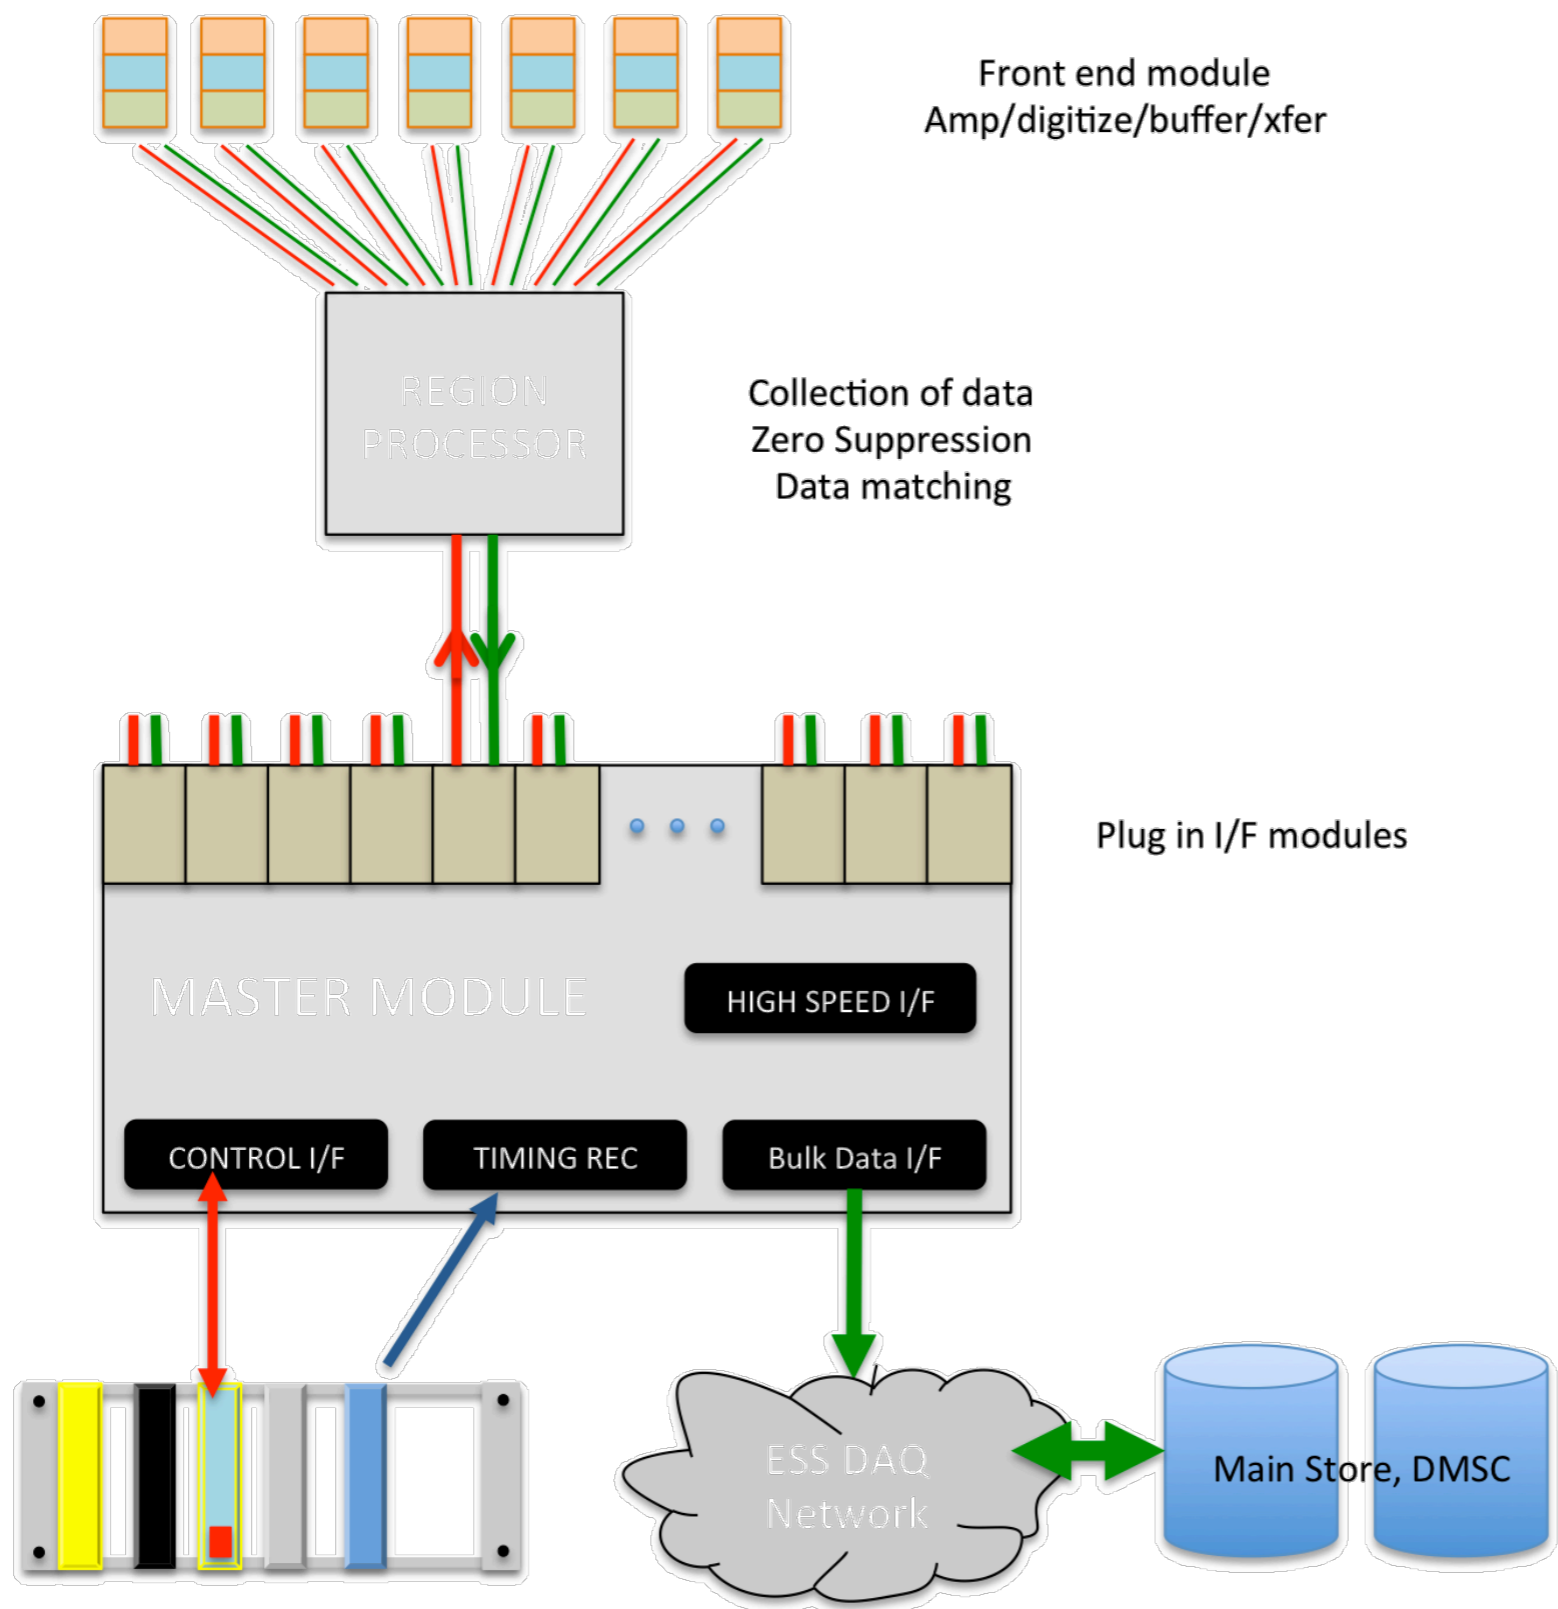 Front end module
Amp/digitize/buffer/xfer
REGION
PROCESSOR
Collection of data
Zero Suppression
Data matching
Plug in I/F modules
MASTER MODULE
HIGH SPEED I/F
CONTROL I/F
TIMING REC
Bulk Data I/F
ESS DAQ
Network
Main Store, DMSC